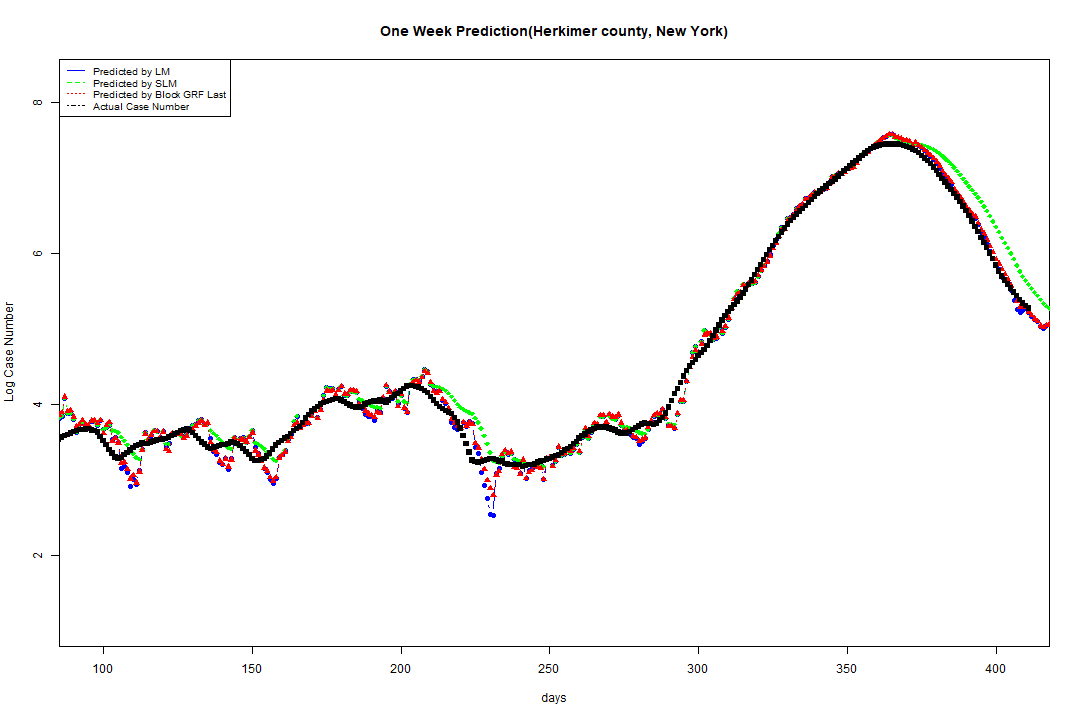 One Week Prediction(Herkimer county, New York)
Predicted by LM
Predicted by SLM
Predicted by Block GRF Last
Actual Case Number
8
6
4
2
Log Case Number
100 150 200 250 300 350 400
days